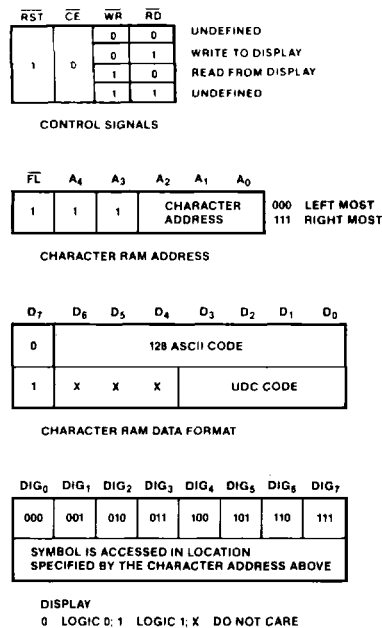 RST CE WR RD
0 0 UNDEFINED
0 1 WRITE TO DISPLAY
1 0 1 0 READ FROM DISPLAY
1 1 UNDEFINED
CONTROL SIGNALS
FL A4 A3 A2 A1 A0
1 1 1 CHARACTER ADDRESS 000 LEFT MOST
111 RIGHT MOST
CHARACTER RAM ADDRESS
D7 D6 D5 D4 D3 D2 D1 D0
0 128 ASCII CODE
1 X X X UDC CODE
CHARACTER RAM DATA FORMAT
DIG0 DIG1 DIG2 DIG3 DIG4 DIG5 DIG6 DIG7
000 001 010 011 100 101 110 111
SYMBOL IS ACCESSED IN LOCATION
SPECIFIED BY THE CHARACTER ADDRESS ABOVE
DISPLAY
0 LOGIC 0; 1 LOGIC 1; X DO NOT CARE